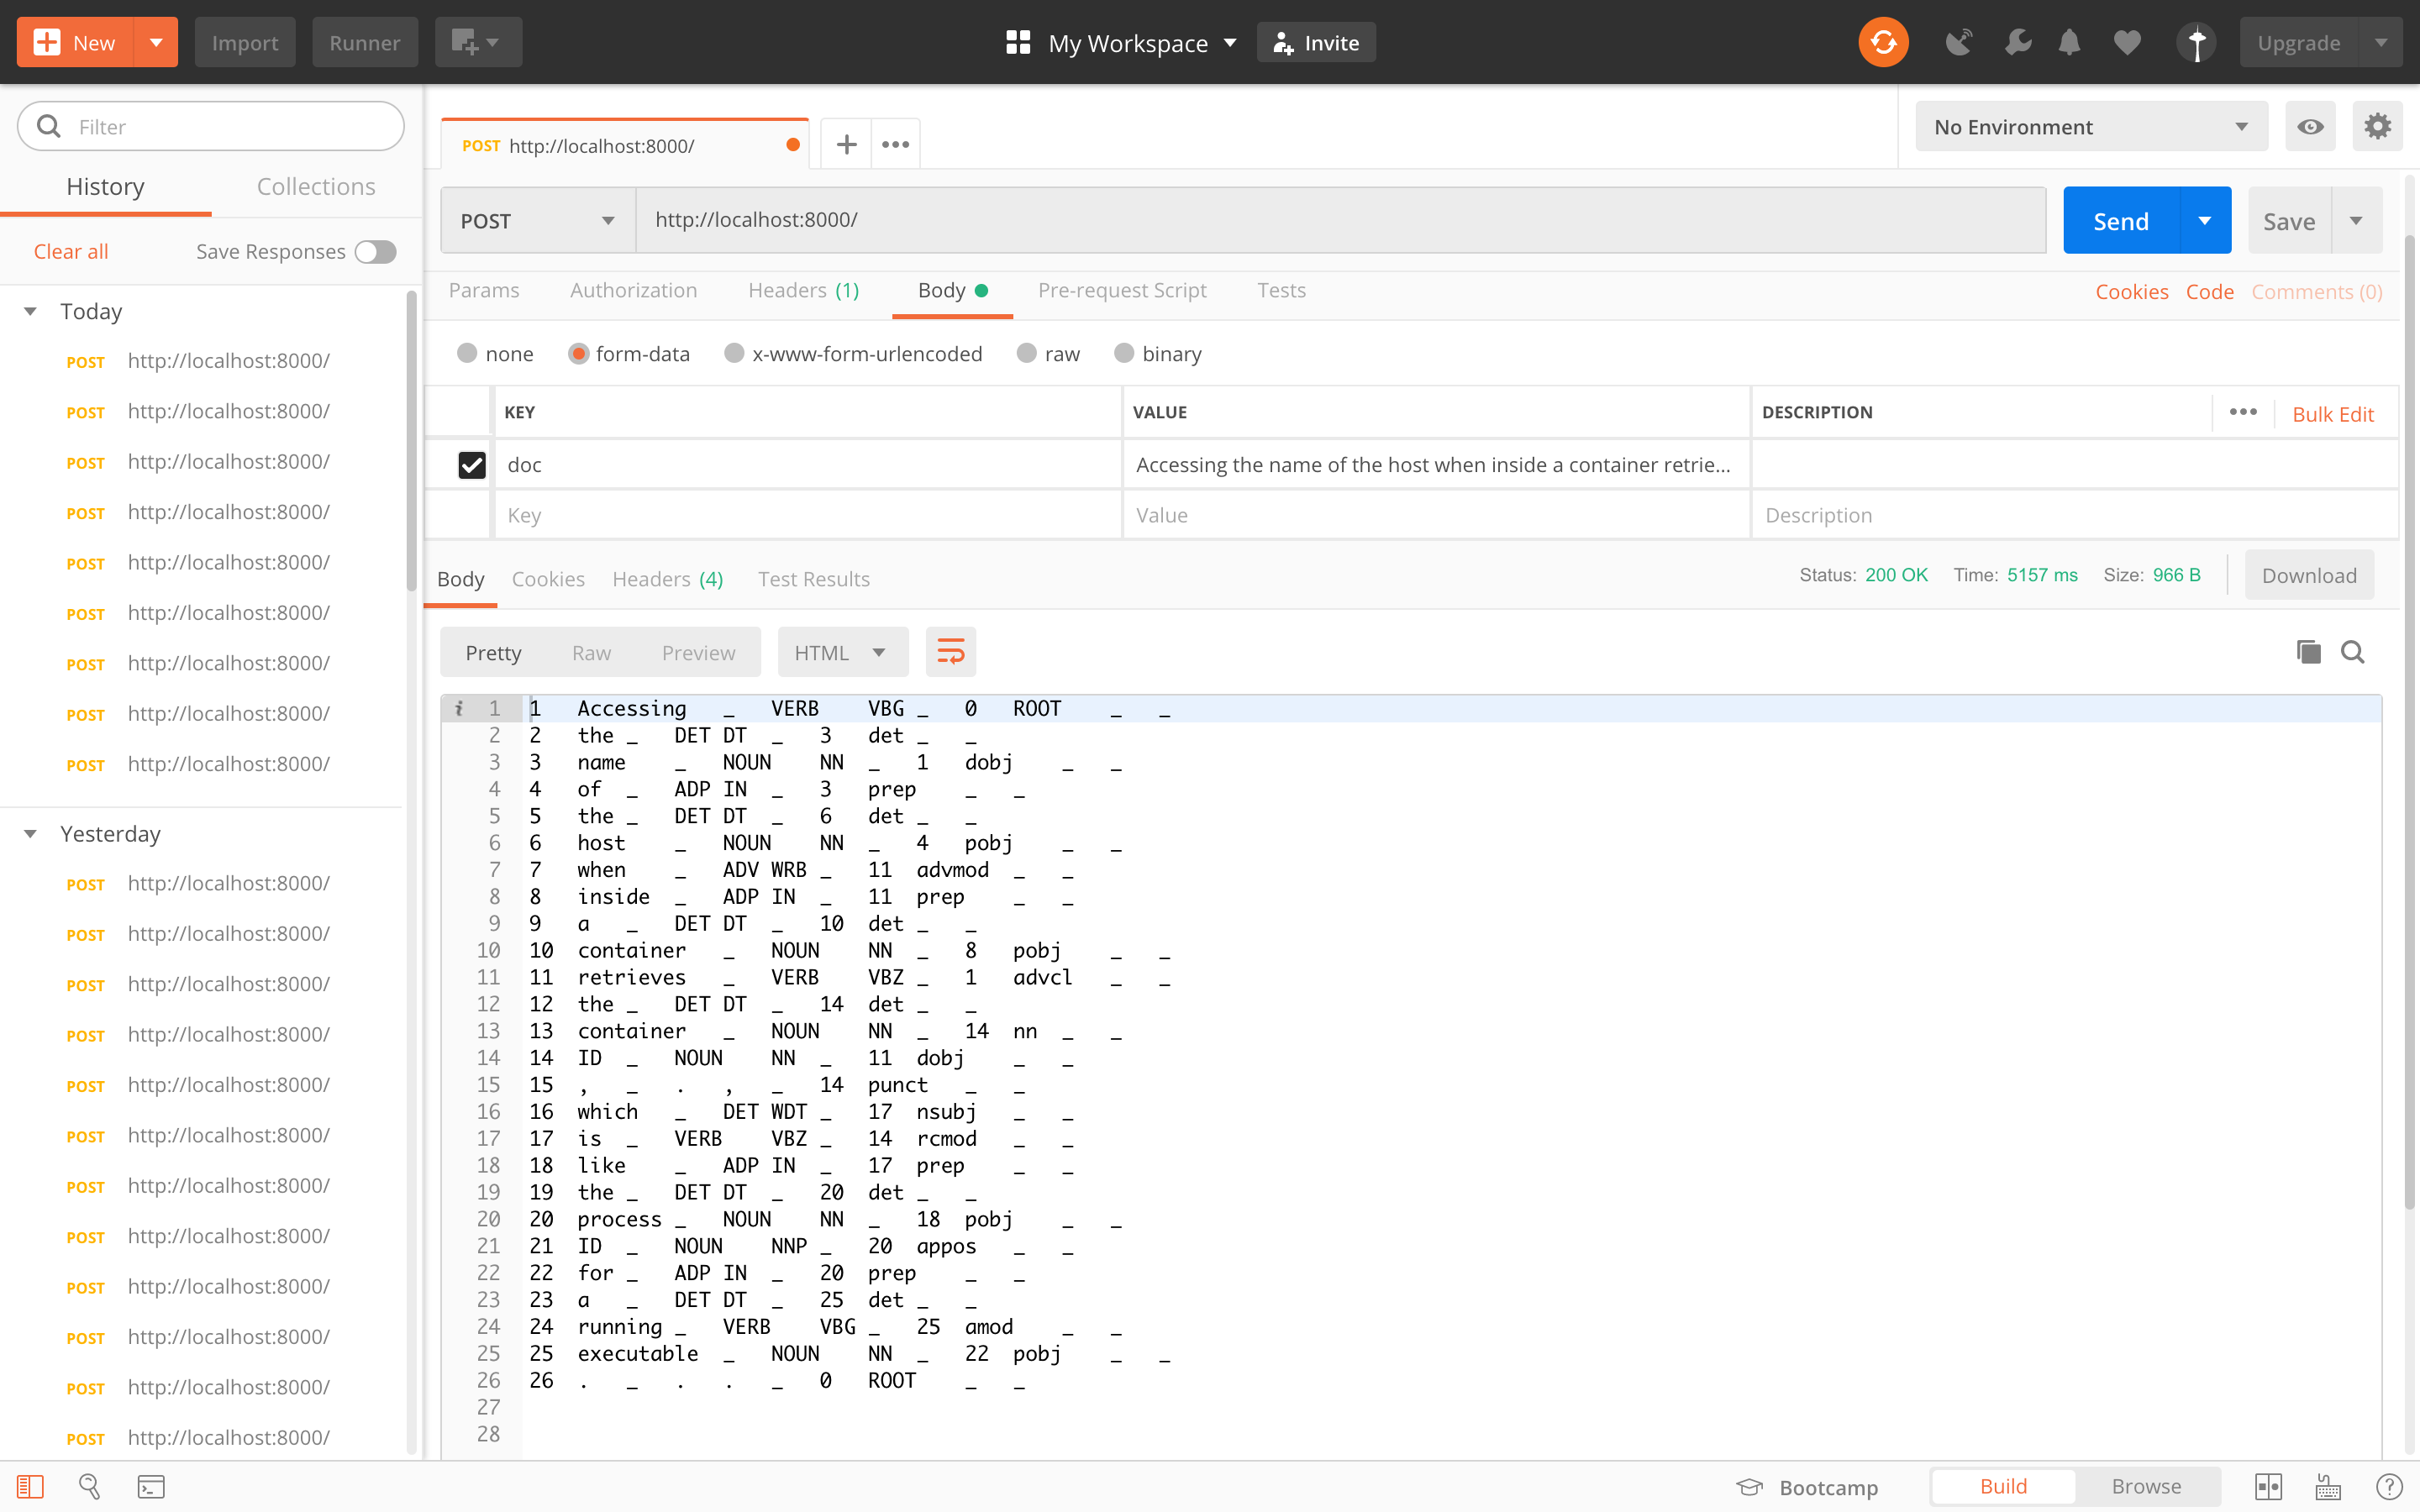 New Import Runner My Workspace Invite Upgrade
Filter
History Collections
Clear all Save Responses
Today
POST http://localhost:8000/
POST http://localhost:8000/
POST http://localhost:8000/
POST http://localhost:8000/
POST http://localhost:8000/
POST http://localhost:8000/
POST http://localhost:8000/
POST http://localhost:8000/
POST http://localhost:8000/
Yesterday
POST http://localhost:8000/
POST http://localhost:8000/
POST http://localhost:8000/
POST http://localhost:8000/
POST http://localhost:8000/
POST http://localhost:8000/
POST http://localhost:8000/
POST http://localhost:8000/
POST http://localhost:8000/
POST http://localhost:8000/
POST http://localhost:8000/
POST http://localhost:8000/
POST http://localhost:8000/ + ••• No Environment
POST http://localhost:8000/ Send Save
Params Authorization Headers (1) Body Pre-request Script Tests Cookies Code Comments (0)
none form-data x-www-form-urlencoded raw binary
KEY VALUE DESCRIPTION ••• Bulk Edit
doc Accessing the name of the host when inside a container retrie...
Key Value Description
Body Cookies Headers (4) Test Results Status: 200 OK Time: 5157 ms Size: 966 B Download
Pretty Raw Preview HTML
i 1 1 Accessing _ VERB VBG _ 0 ROOT _ _
2 2 the _ DET DT _ 3 det _ _
3 3 name _ NOUN NN _ 1 dobj _ _
4 4 of _ ADP IN _ 3 prep _ _
5 5 the _ DET DT _ 6 det _ _
6 6 host _ NOUN NN _ 4 pobj _ _
7 7 when _ ADV WRB _ 11 advmod _ _
8 8 inside _ ADP IN _ 11 prep _ _
9 9 a _ DET DT _ 10 det _ _
10 10 container _ NOUN NN _ 8 pobj _ _
11 11 retrieves _ VERB VBZ _ 1 advcl _ _
12 12 the _ DET DT _ 14 det _ _
13 13 container _ NOUN NN _ 14 nn _ _
14 14 ID _ NOUN NN _ 11 dobj _ _
15 15 , _ . , _ 14 punct _ _
16 16 which _ DET WDT _ 17 nsubj _ _
17 17 is _ VERB VBZ _ 14 rcmod _ _
18 18 like _ ADP IN _ 17 prep _ _
19 19 the _ DET DT _ 20 det _ _
20 20 process _ NOUN NN _ 18 pobj _ _
21 21 ID _ NOUN NNP _ 20 appos _ _
22 22 for _ ADP IN _ 20 prep _ _
23 23 a _ DET DT _ 25 det _ _
24 24 running _ VERB VBG _ 25 amod _ _
25 25 executable _ NOUN NN _ 22 pobj _ _
26 26 . _ . . _ 0 ROOT _ _
27
28
Bootcamp Build Browse ?